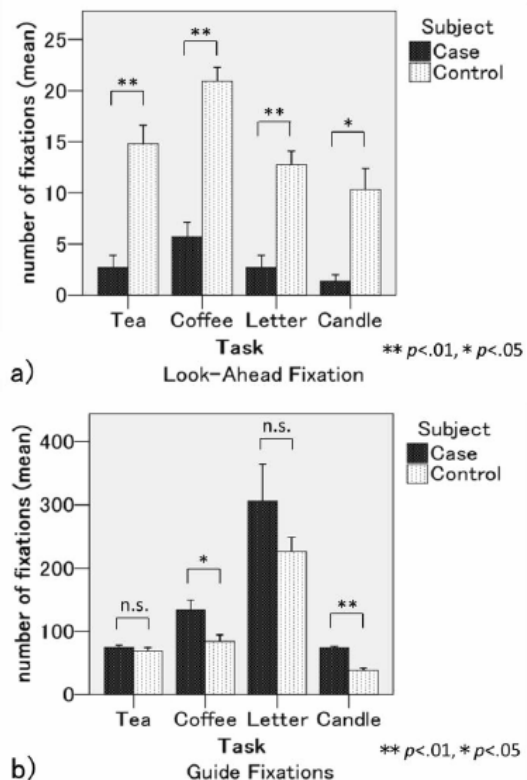 Subject
Case
Control
number of fixations (mean)
25
20
15
10
5
0
**
**
**
*
Tea Coffee Letter Candle
Task
** p<.01, * p<.05
a)
Look-Ahead Fixation
Subject
Case
Control
number of fixations (mean)
400
300
200
100
0
n.s.
*
n.s.
**
Tea Coffee Letter Candle
Task
** p<.01, * p<.05
b)
Guide Fixations